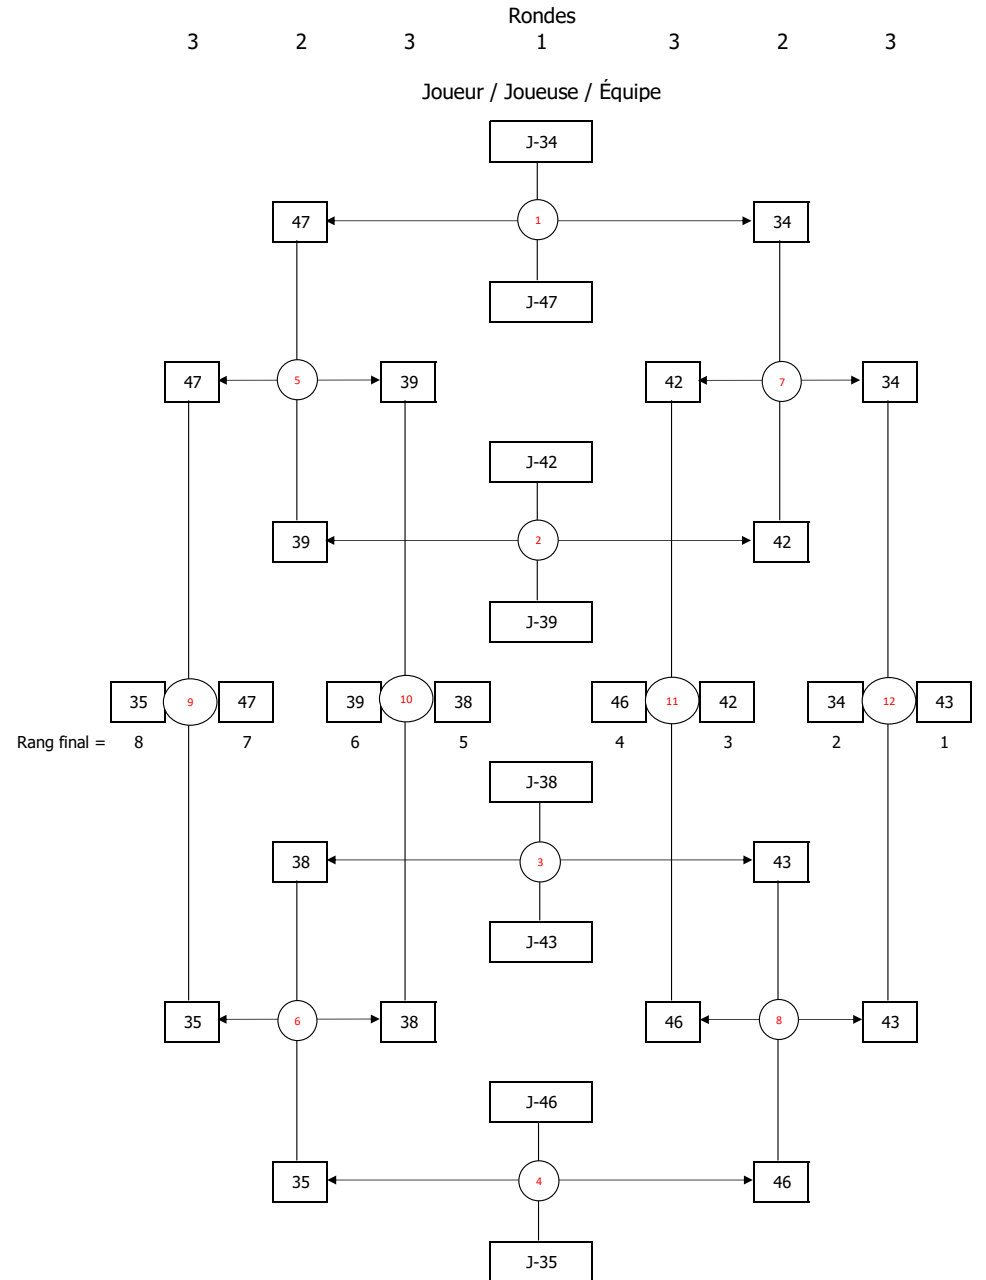 Rondes
3 2 3 1 3 2 3
Joueur / Joueuse / Équipe
J-34
47 1 34
J-47
47 5 39 42 7 34
J-42
39 2 42
J-39
35 9 47 39 10 38 46 11 42 34 12 43
Rang final = 8 7 6 5 4 3 2 1
J-38
38 3 43
J-43
35 6 38 46 8 43
J-46
35 4 46
J-35